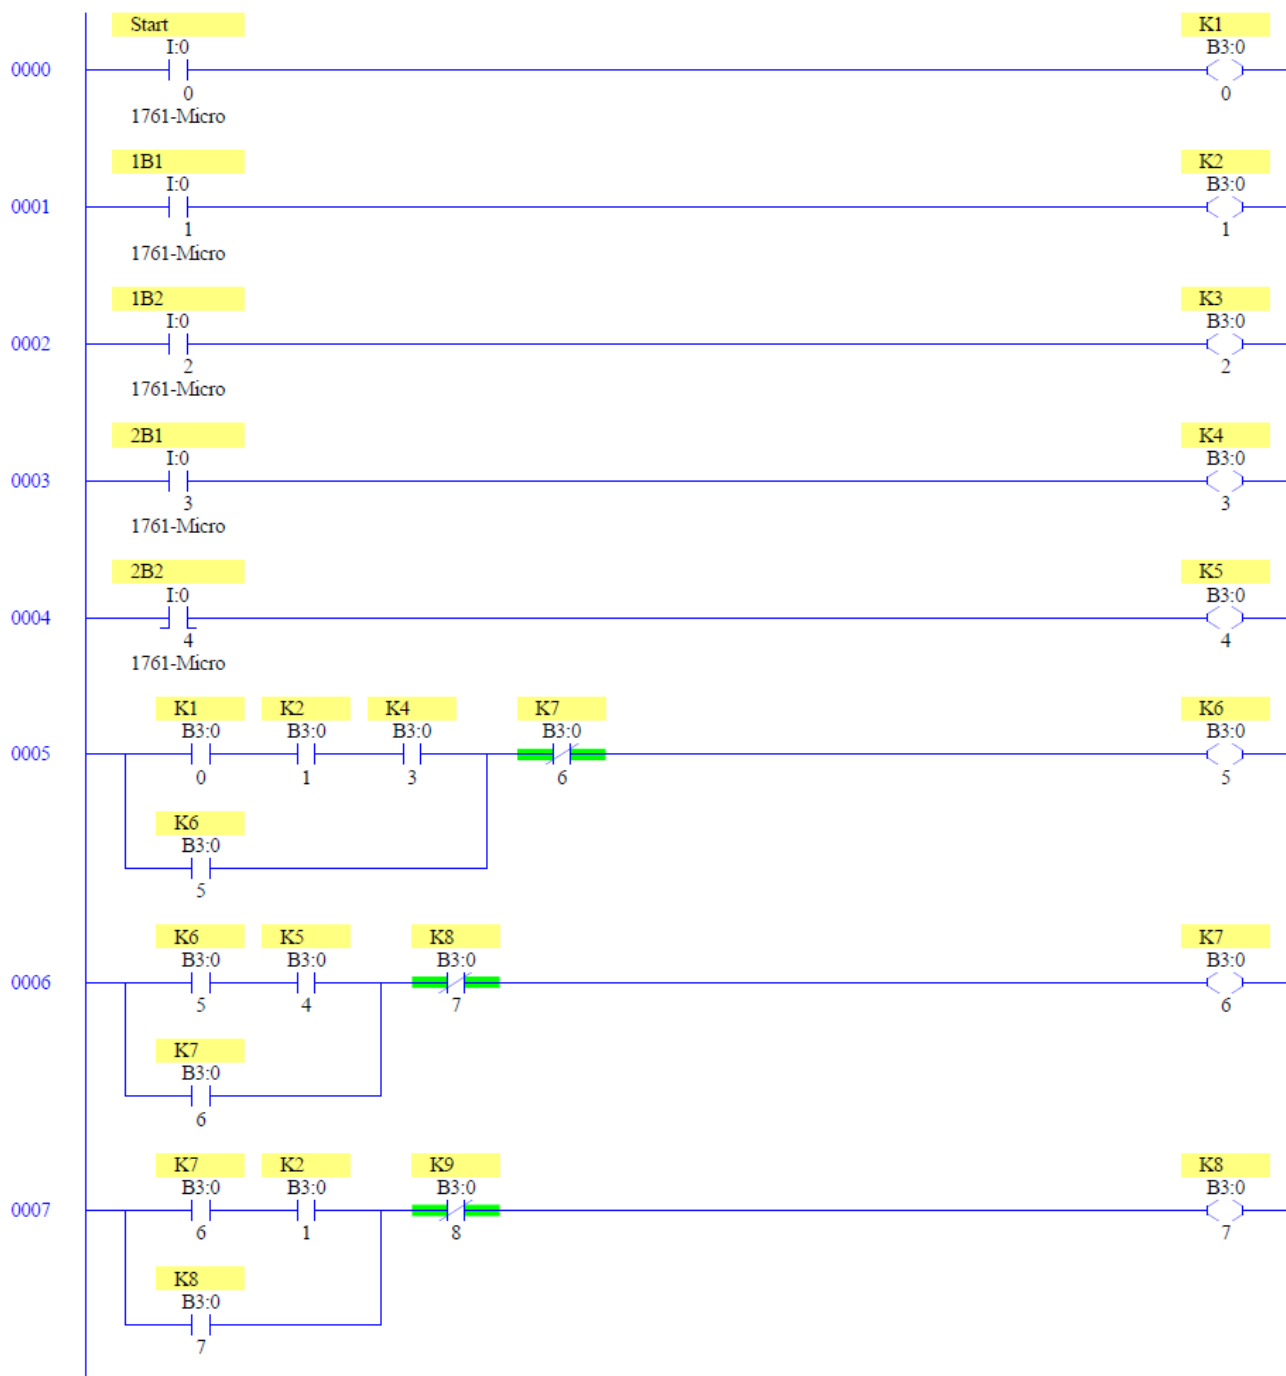 Start K1
I:0 B3:0
0000
0 0
1761-Micro
1B1 K2
I:0 B3:0
0001
1 1
1761-Micro
1B2 K3
I:0 B3:0
0002
2 2
1761-Micro
2B1 K4
I:0 B3:0
0003
3 3
1761-Micro
2B2 K5
I:0 B3:0
0004
4 4
1761-Micro
K1 K2 K4 K7 K6
B3:0 B3:0 B3:0 B3:0 B3:0
0005
0 1 3 6 5
K6
B3:0
5
K6 K5 K8 K7
B3:0 B3:0 B3:0 B3:0
0006
5 4 7 6
K7
B3:0
6
K7 K2 K9 K8
B3:0 B3:0 B3:0 B3:0
0007
6 1 8 7
K8
B3:0
7